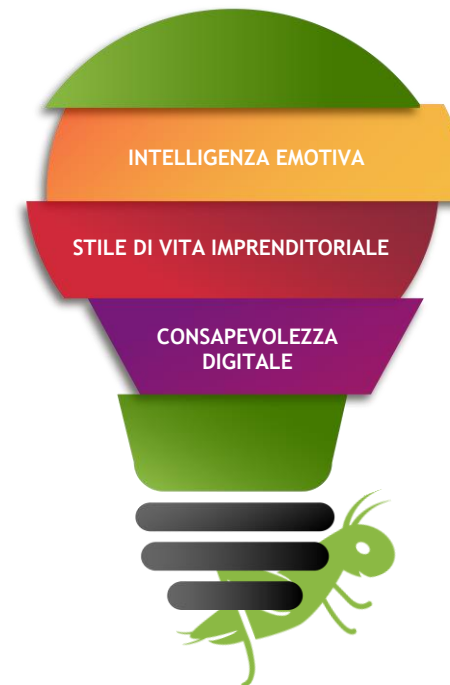 INTELLIGENZA EMOTIVA
STILE DI VITA IMPRENDITORIALE
CONSAPEVOLEZZA
DIGITALE